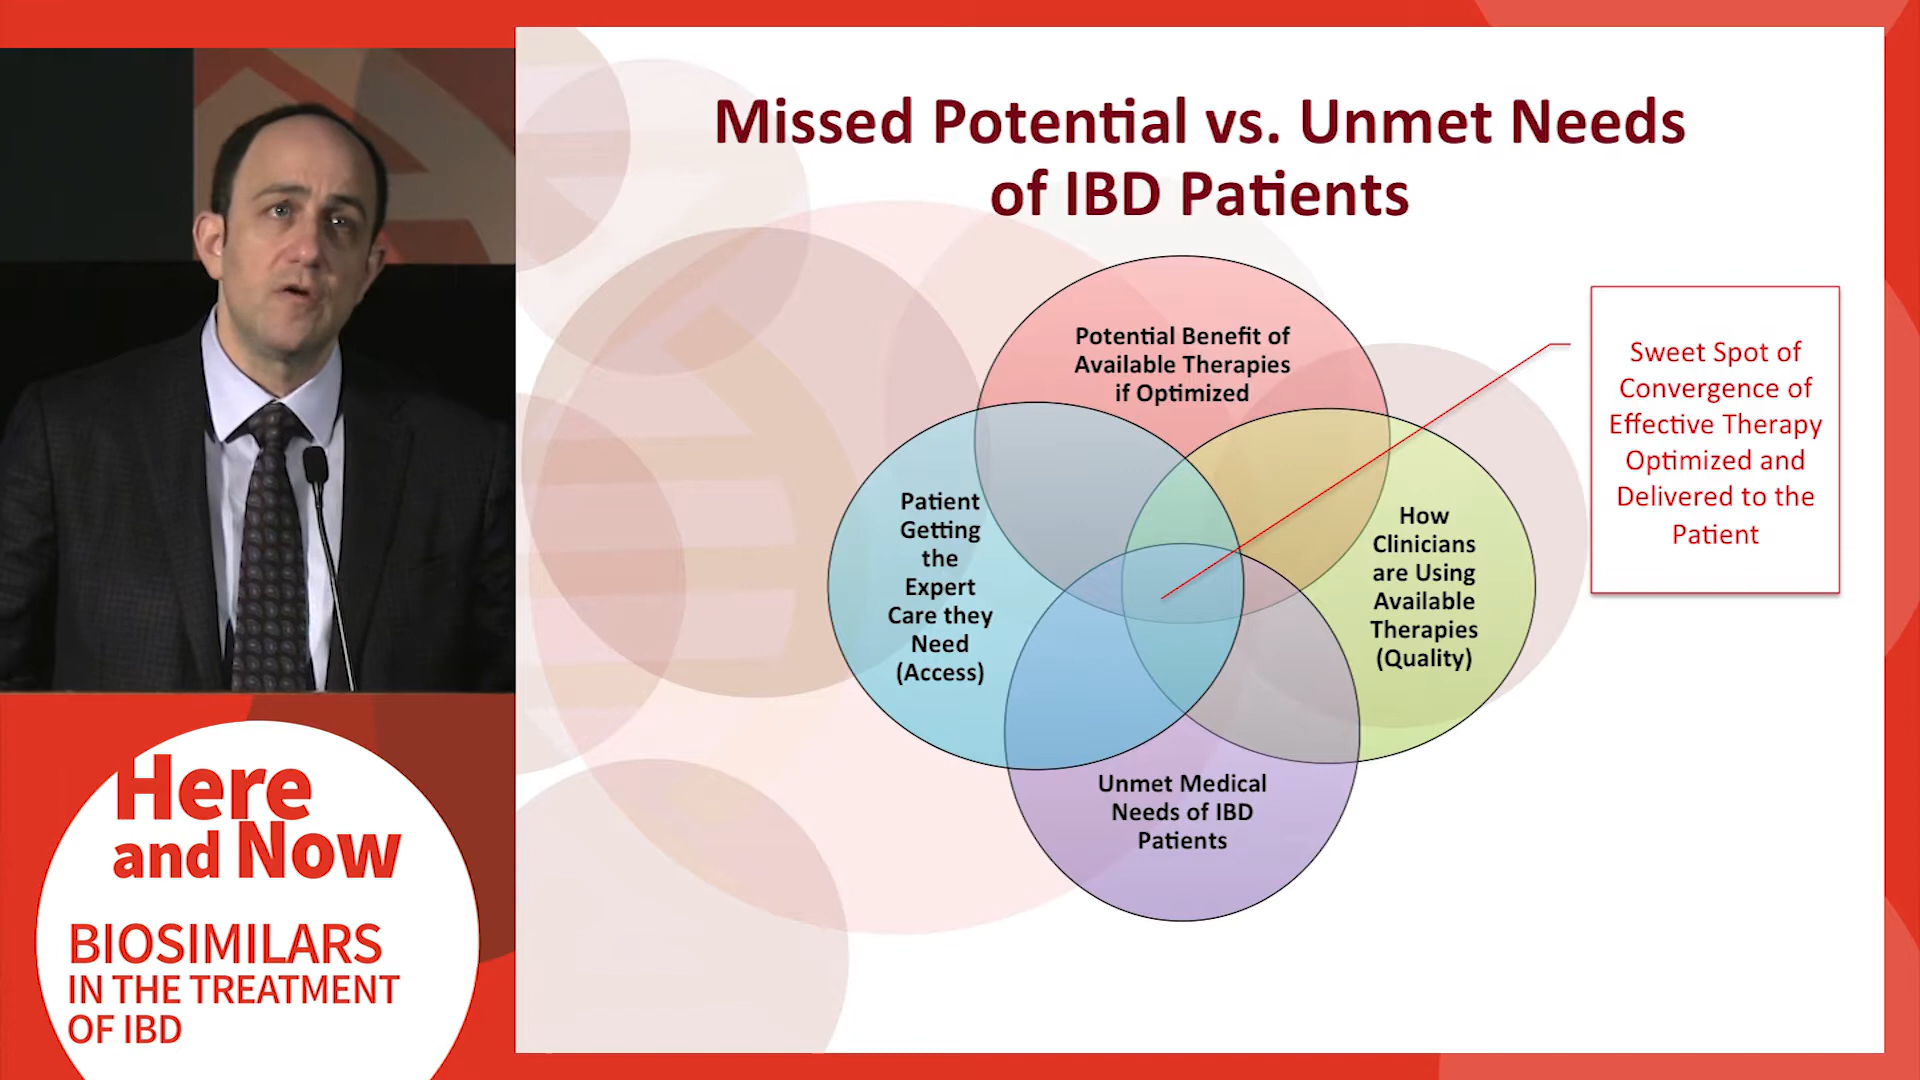 Missed Potential vs. Unmet Needs
of IBD Patients
Potential Benefit of
Available Therapies
if Optimized
Patient
Getting
the
Expert
Care they
Need
(Access)
How
Clinicians
are Using
Available
Therapies
(Quality)
Unmet Medical
Needs of IBD
Patients
Sweet Spot of
Convergence of
Effective Therapy
Optimized and
Delivered to the
Patient
Here
and Now
BIOSIMILARS
IN THE TREATMENT
OF IBD